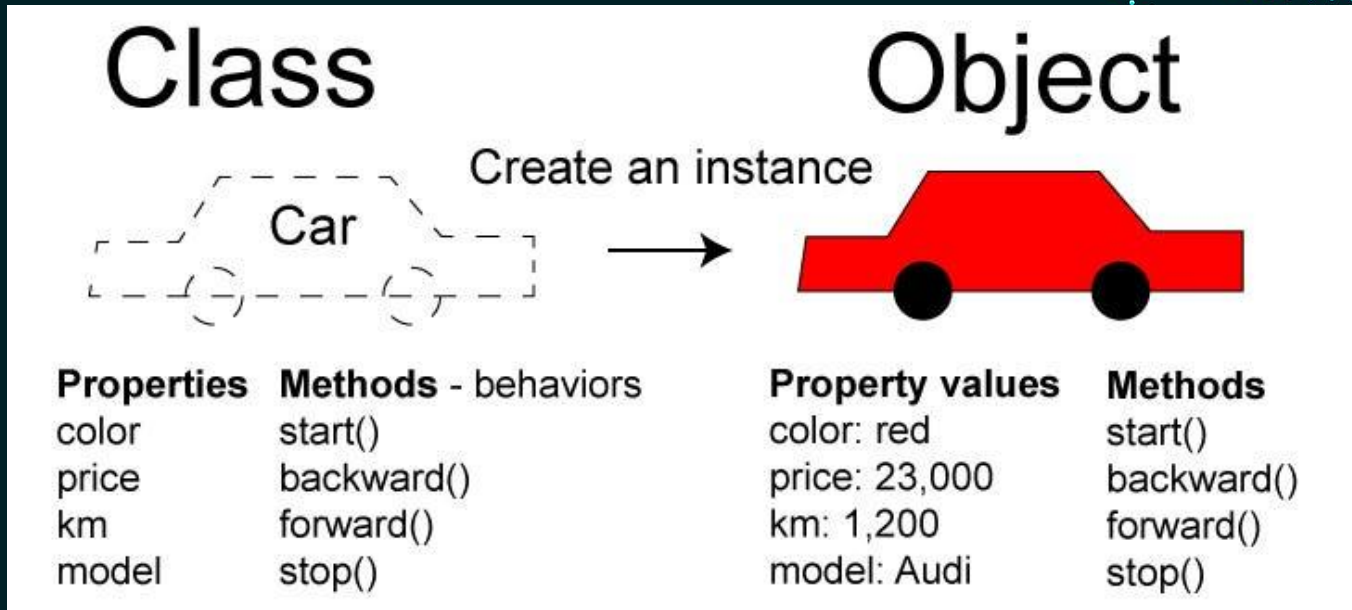 Class
Object
Create an instance
Car
Properties Methods - behaviors
color start()
price backward()
km forward()
model stop()
Property values Methods
color: red start()
price: 23,000 backward()
km: 1,200 forward()
model: Audi stop()